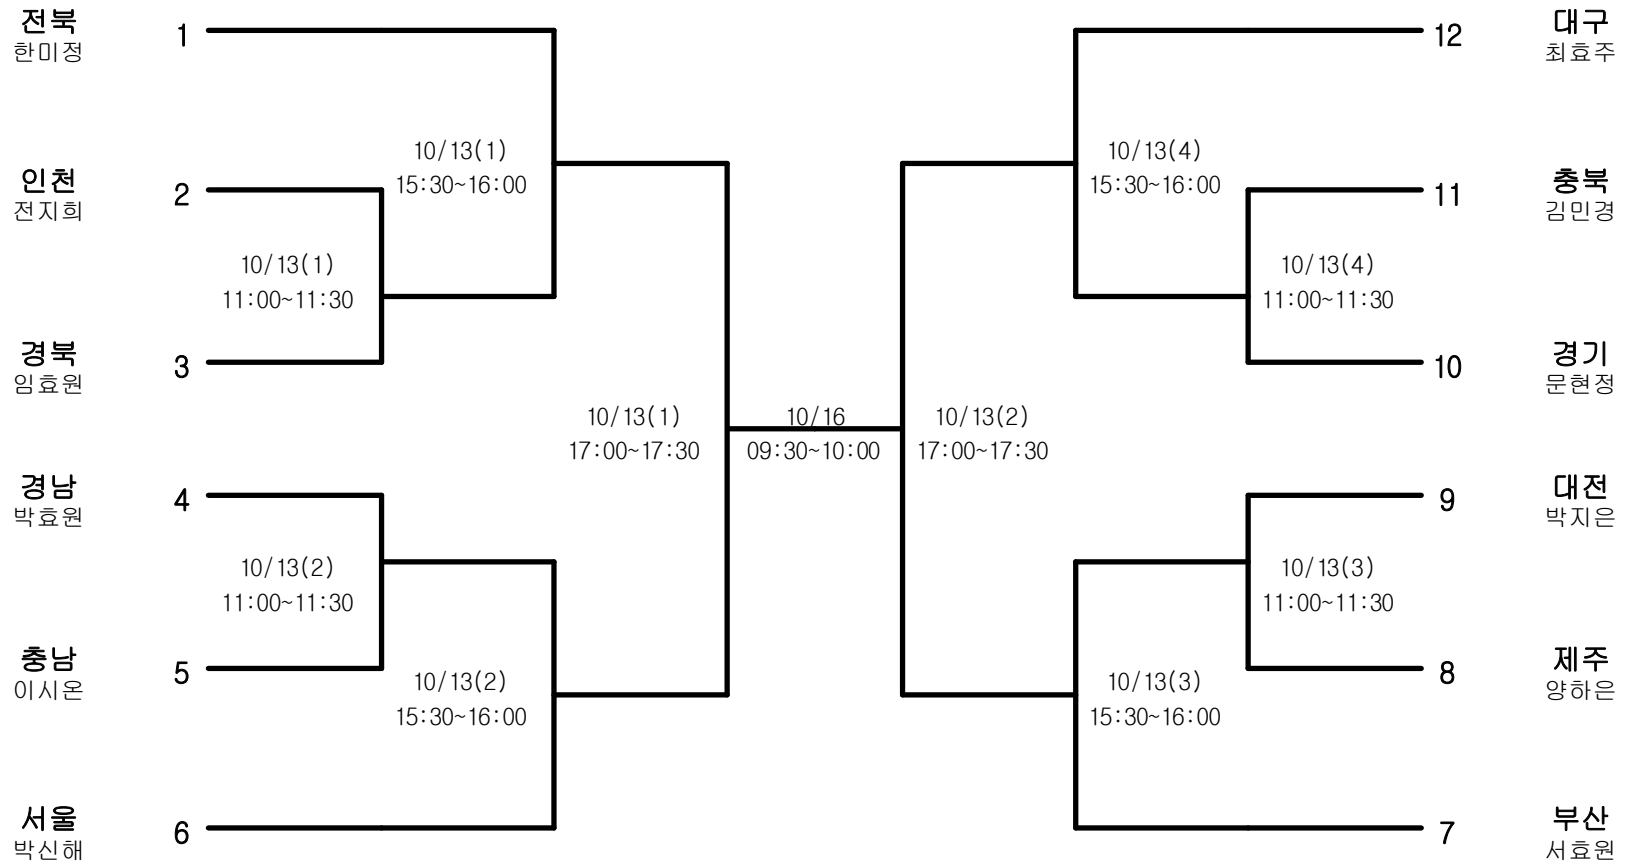 전북
한미정
1
12
대구
최효주
10/13(1)
15:30~16:00
10/13(4)
15:30~16:00
인천
전지희
2
11
충북
김민경
10/13(1)
11:00~11:30
10/13(4)
11:00~11:30
경북
임효원
3
10
경기
문현정
10/13(1)
17:00~17:30
10/16
09:30~10:00
10/13(2)
17:00~17:30
경남
박효원
4
9
대전
박지은
10/13(2)
11:00~11:30
10/13(3)
11:00~11:30
충남
이시온
5
8
제주
양하은
10/13(2)
15:30~16:00
10/13(3)
15:30~16:00
서울
박신해
6
7
부산
서효원